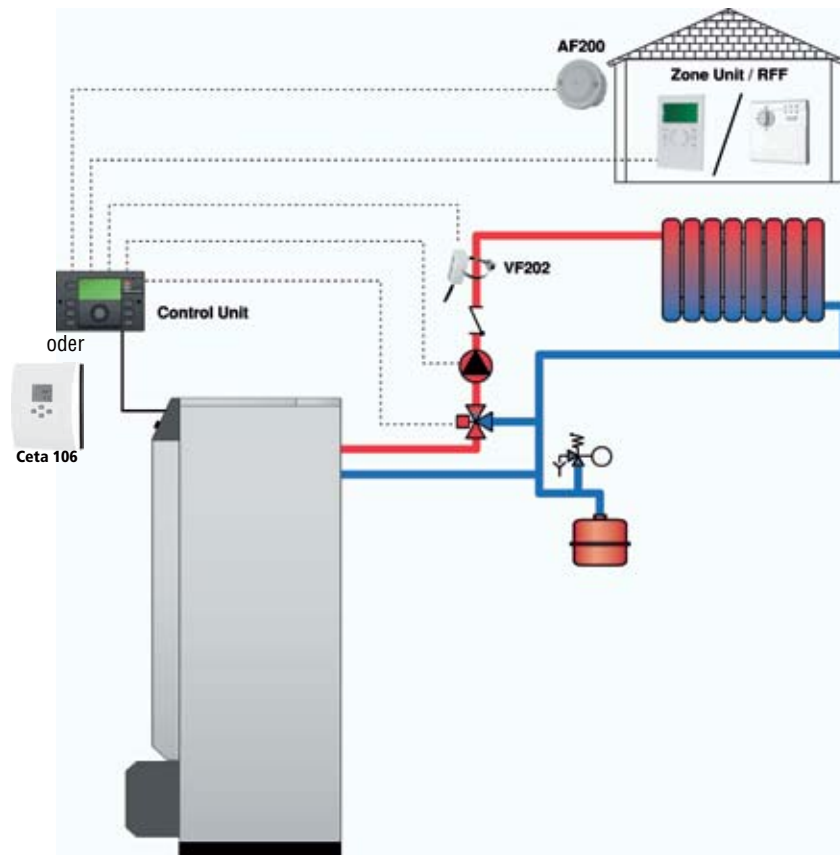 AF200
Zone Unit / RFF
VF202
Control Unit
oder
Ceta 106